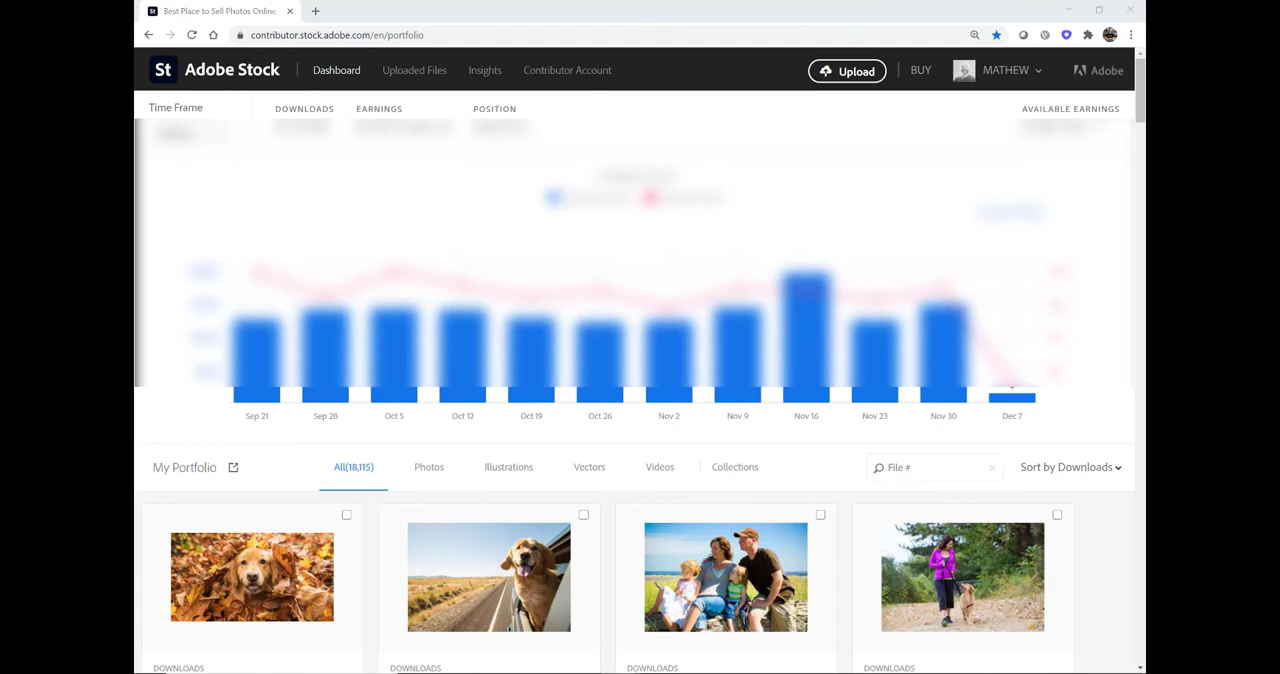 St Best Place to Sell Photos Online,
contributor.stock.adobe.com/en/portfolio
St Adobe Stock Dashboard Uploaded Files Insights Contributor Account Upload BUY MATHEW Adobe
Time Frame DOWNLOADS EARNINGS POSITION AVAILABLE EARNINGS
Sep 21 Sep 28 Oct 5 Oct 12 Oct 19 Oct 26 Nov 2 Nov 9 Nov 16 Nov 23 Nov 30 Dec 7
My Portfolio All(18,115) Photos Illustrations Vectors Videos Collections File # Sort by Downloads
DOWNLOADS DOWNLOADS DOWNLOADS DOWNLOADS